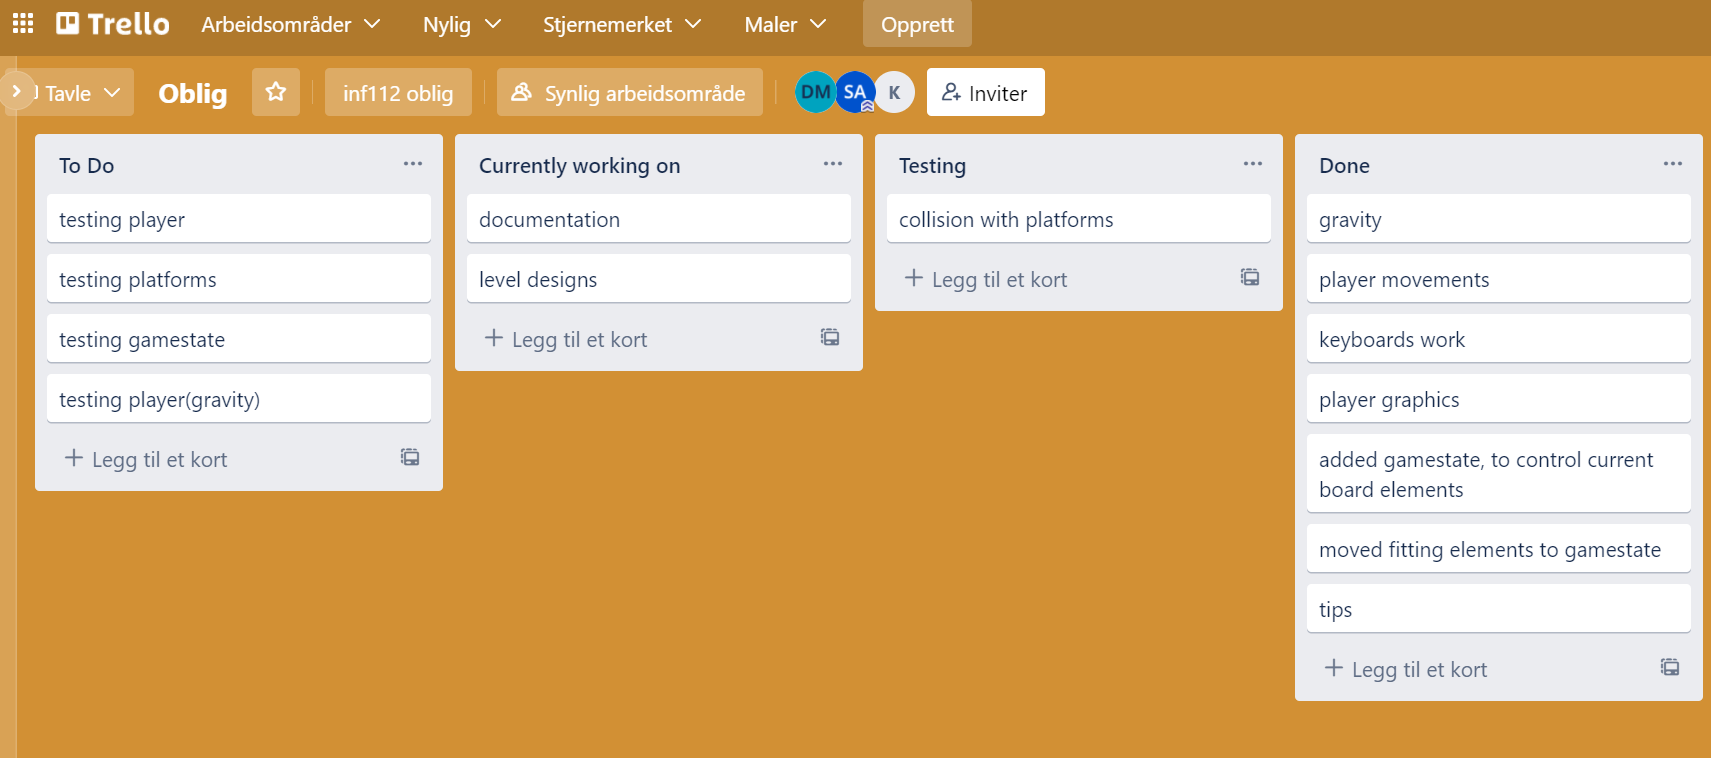 Trello Arbeidsområder Nylig Stjernemerket Maler Opprett
Tavle Oblig inf112 oblig Synlig arbeidsområde DM SA K Inviter
To Do
testing player
testing platforms
testing gamestate
testing player(gravity)
Legg til et kort
Currently working on
documentation
level designs
Legg til et kort
Testing
collision with platforms
Legg til et kort
Done
gravity
player movements
keyboards work
player graphics
added gamestate, to control current
board elements
moved fitting elements to gamestate
tips
Legg til et kort